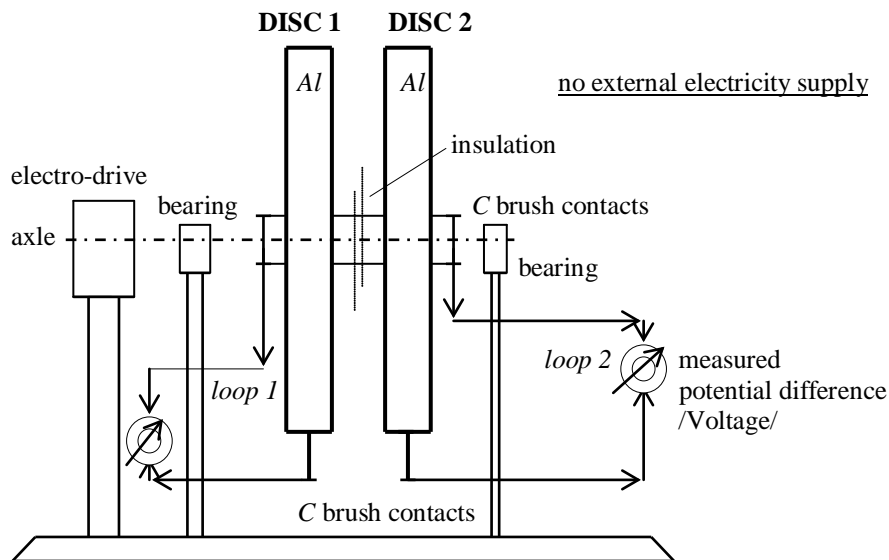 DISC 1 DISC 2
Al Al
no external electricity supply
insulation
electro-drive
bearing
C brush contacts
axle
bearing
loop 1
loop 2
measured
potential difference
/Voltage/
C brush contacts